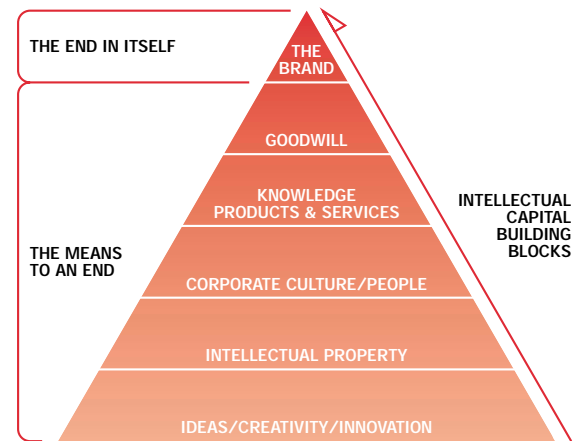 THE END IN ITSELF
THE
BRAND
GOODWILL
KNOWLEDGE
PRODUCTS & SERVICES
INTELLECTUAL
CAPITAL
BUILDING
BLOCKS
THE MEANS
TO AN END
CORPORATE CULTURE/PEOPLE
INTELLECTUAL PROPERTY
IDEAS/CREATIVITY/INNOVATION